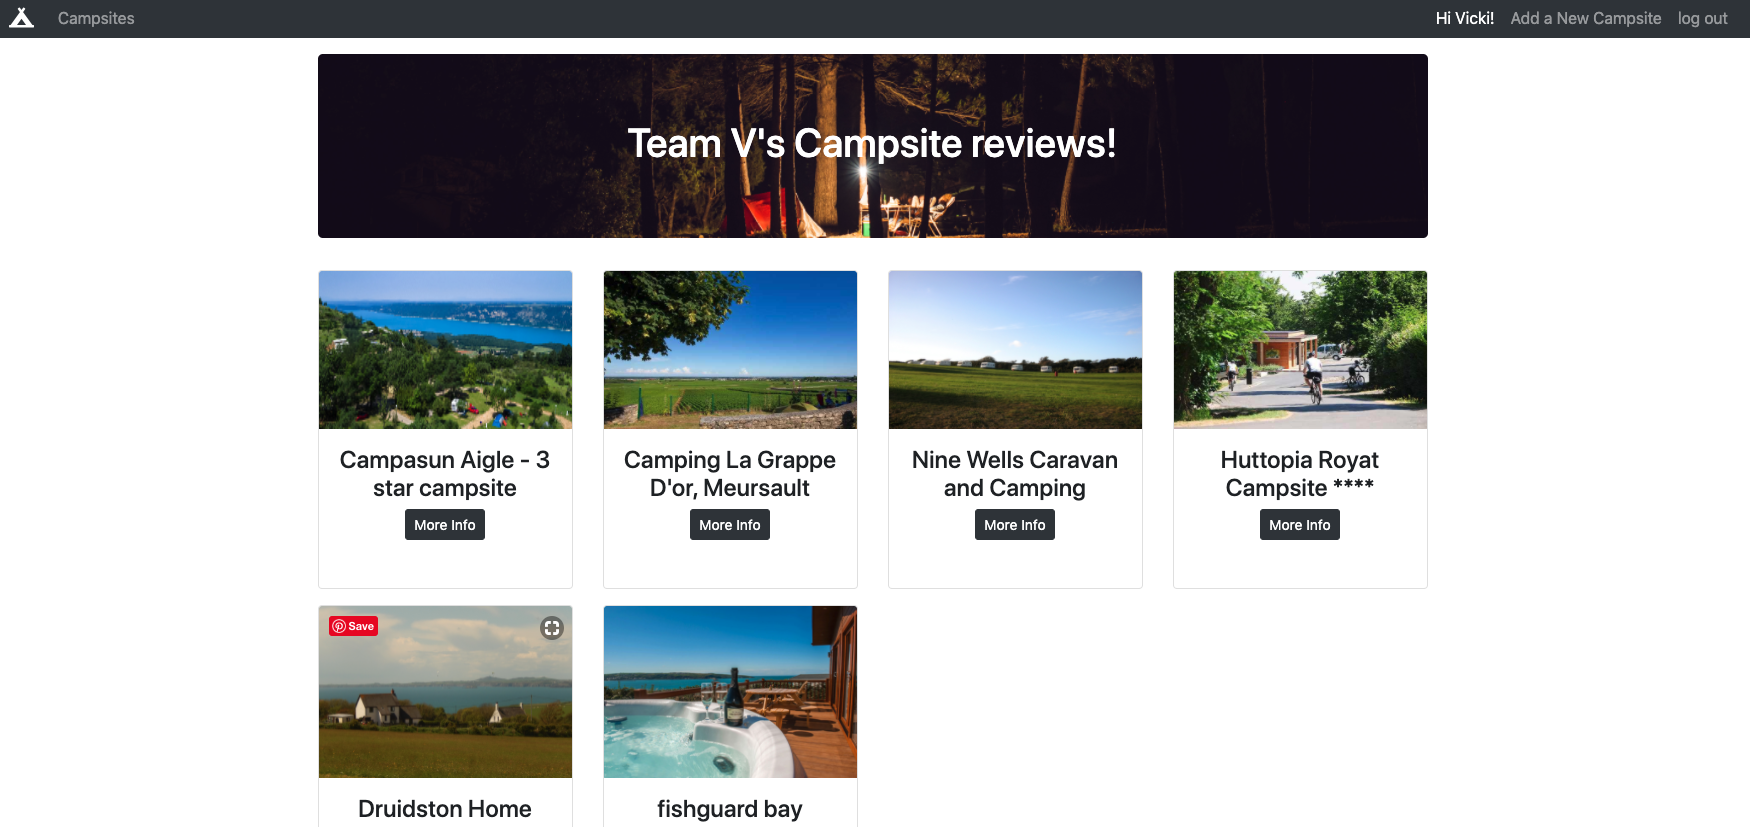 Campsites
Hi Vicki! Add a New Campsite log out
Team V's Campsite reviews!
Campasun Aigle - 3
star campsite
More Info
Camping La Grappe
D'or, Meursault
More Info
Nine Wells Caravan
and Camping
More Info
Huttopia Royat
Campsite ****
More Info
Save
Druidston Home
fishguard bay